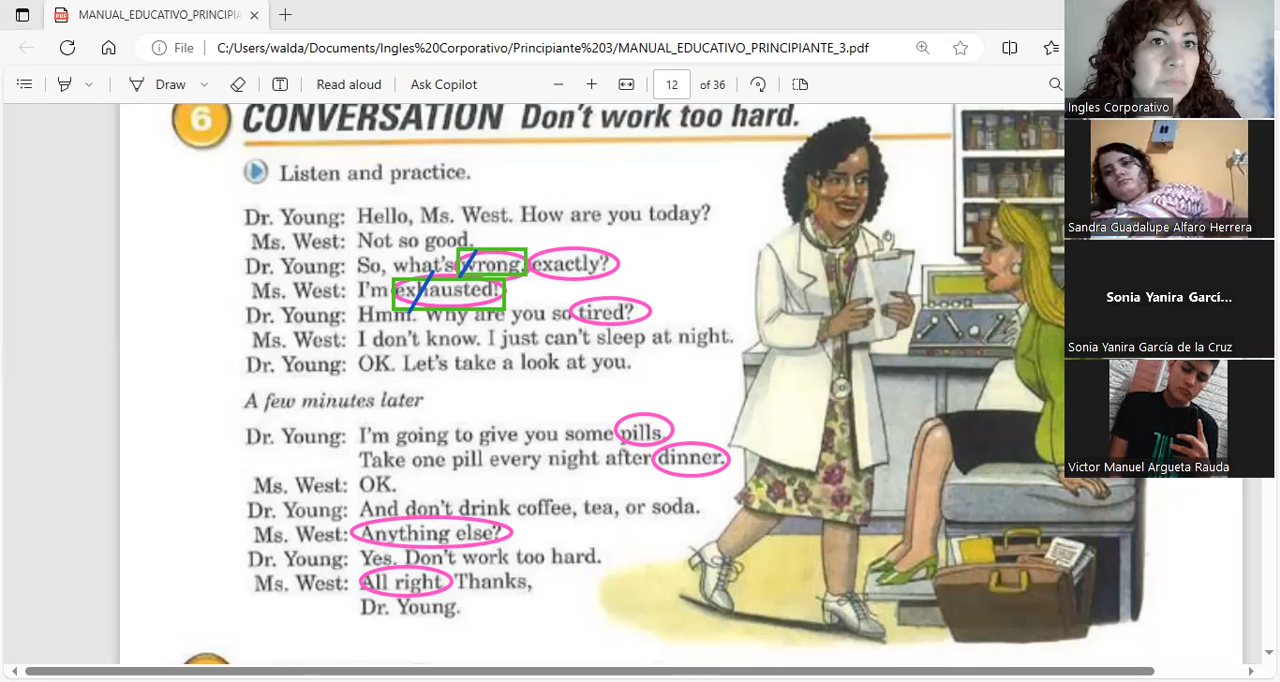 MANUAL_EDUCATIVO_PRINCIPIA
File
C:/Users/walda/Documents/Ingles%20Corporativo/Principiante%203/MANUAL_EDUCATIVO_PRINCIPIANTE_3.pdf
Draw
Read aloud
Ask Copilot
12 of 36
6 CONVERSATION Don't work too hard.
Listen and practice.
Dr. Young: Hello, Ms. West. How are you today?
Ms. West: Not so good.
Dr. Young: So, what's wrong, exactly?
Ms. West: I'm exhausted!
Dr. Young: Hmm. Why are you so tired?
Ms. West: I don't know. I just can't sleep at night.
Dr. Young: OK. Let's take a look at you.
A few minutes later
Dr. Young: I'm going to give you some pills.
Take one pill every night after dinner.
Ms. West: OK.
Dr. Young: And don't drink coffee, tea, or soda.
Ms. West: Anything else?
Dr. Young: Yes. Don't work too hard.
Ms. West: All right. Thanks,
Dr. Young.
Ingles Corporativo
Sandra Guadalupe Alfaro Herrera
Sonia Yanira Garcí...
Sonia Yanira García de la Cruz
Victor Manuel Argueta Rauda